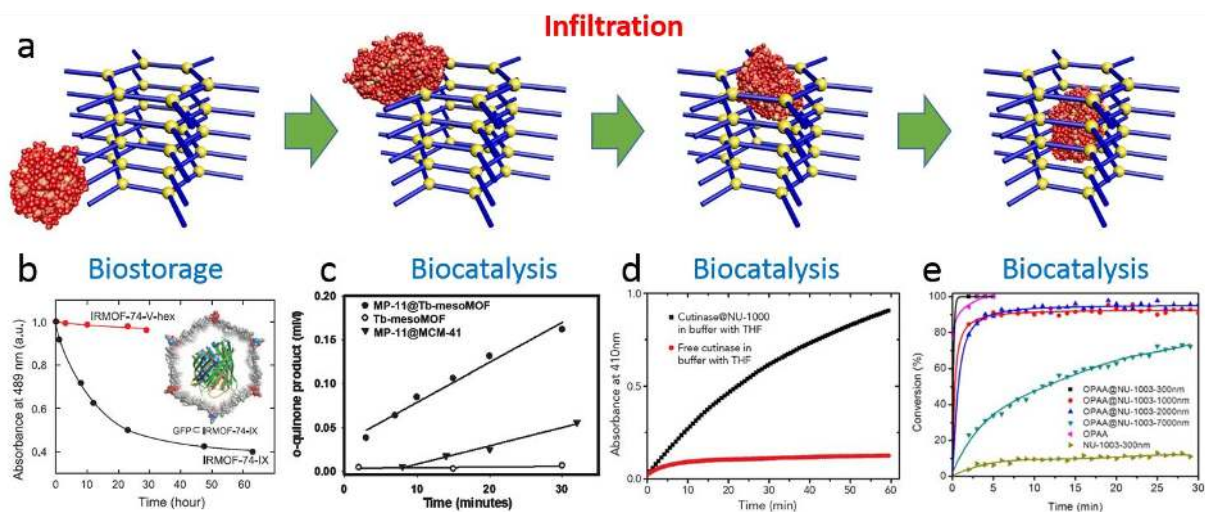 Infiltration
a
b
Biostorage
Absorbance at 489 nm (a.u.)
1.0
0.8
0.6
0.4
IRMOF-74-V-hex
GFP⊂IRMOF-74-IX
IRMOF-74-IX
0 10 20 30 40 50 60
Time (hour)
c
Biocatalysis
o-quinone product (mM)
0.20
0.15
0.10
0.05
0.00
MP-11@Tb-mesoMOF
Tb-mesoMOF
MP-11@MCM-41
0 10 20 30
Time (minutes)
d
Biocatalysis
Absorbance at 410nm
1.0
0.5
0.0
Cutinase@NU-1000
in buffer with THF
Free cutinase in
buffer with THF
0 10 20 30 40 50 60
Time (min)
e
Biocatalysis
Conversion (%)
100
80
60
40
20
0
OPAA@NU-1003-300nm
OPAA@NU-1003-1000nm
OPAA@NU-1003-2000nm
OPAA@NU-1003-7000nm
OPAA
NU-1003-300nm
0 5 10 15 20 25 30
Time (min)